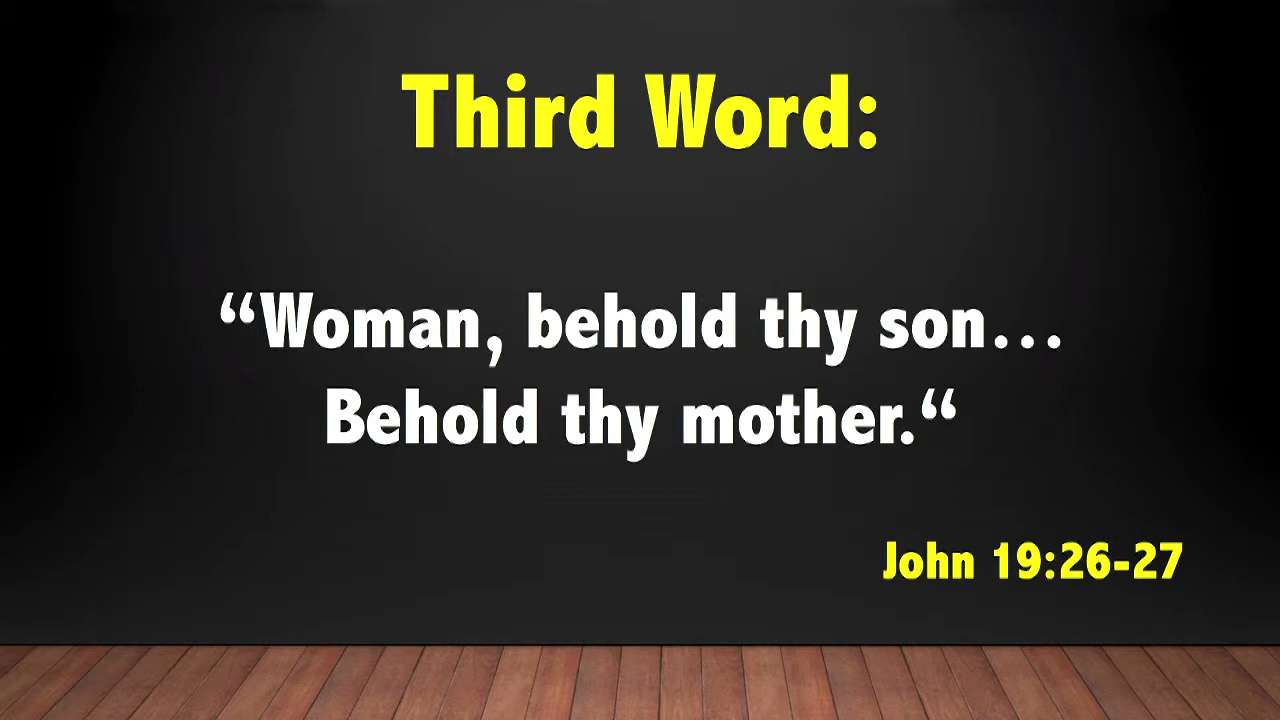 Third Word:
“Woman, behold thy son...
Behold thy mother.“
John 19:26-27